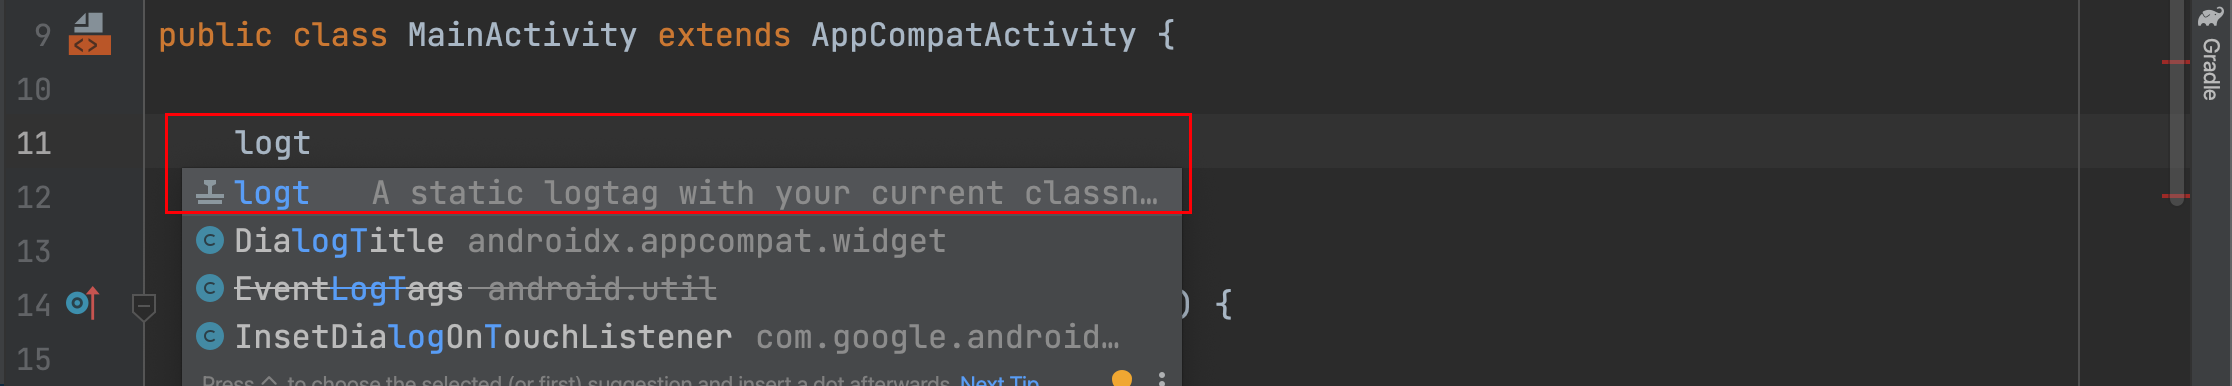 9 <> public class MainActivity extends AppCompatActivity {
10
11 logt
12 logt A static logtag with your current classn…
13 DialogTitle androidx.appcompat.widget
EventLogTags android.util
14 ) {
InsetDialogOnTouchListener com.google.android…
15
Press ^. to choose the selected (or first) suggestion and insert a dot afterwards Next Tip
Gradle